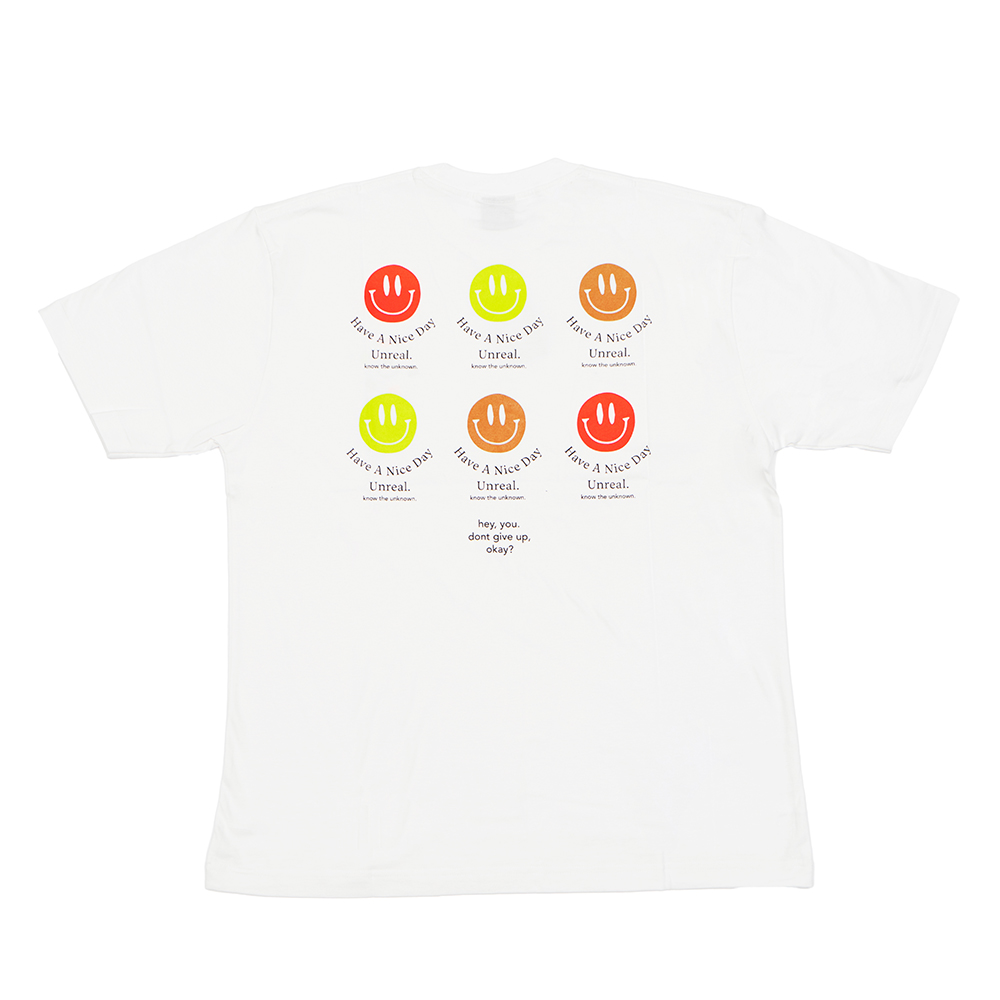 Have A Nice Day
Unreal.
know the unknown.
Have A Nice Day
Unreal.
know the unknown.
Have A Nice Day
Unreal.
know the unknown.
Have A Nice Day
Unreal.
know the unknown.
Have A Nice Day
Unreal.
know the unknown.
Have A Nice Day
Unreal.
know the unknown.
hey, you.
dont give up,
okay?